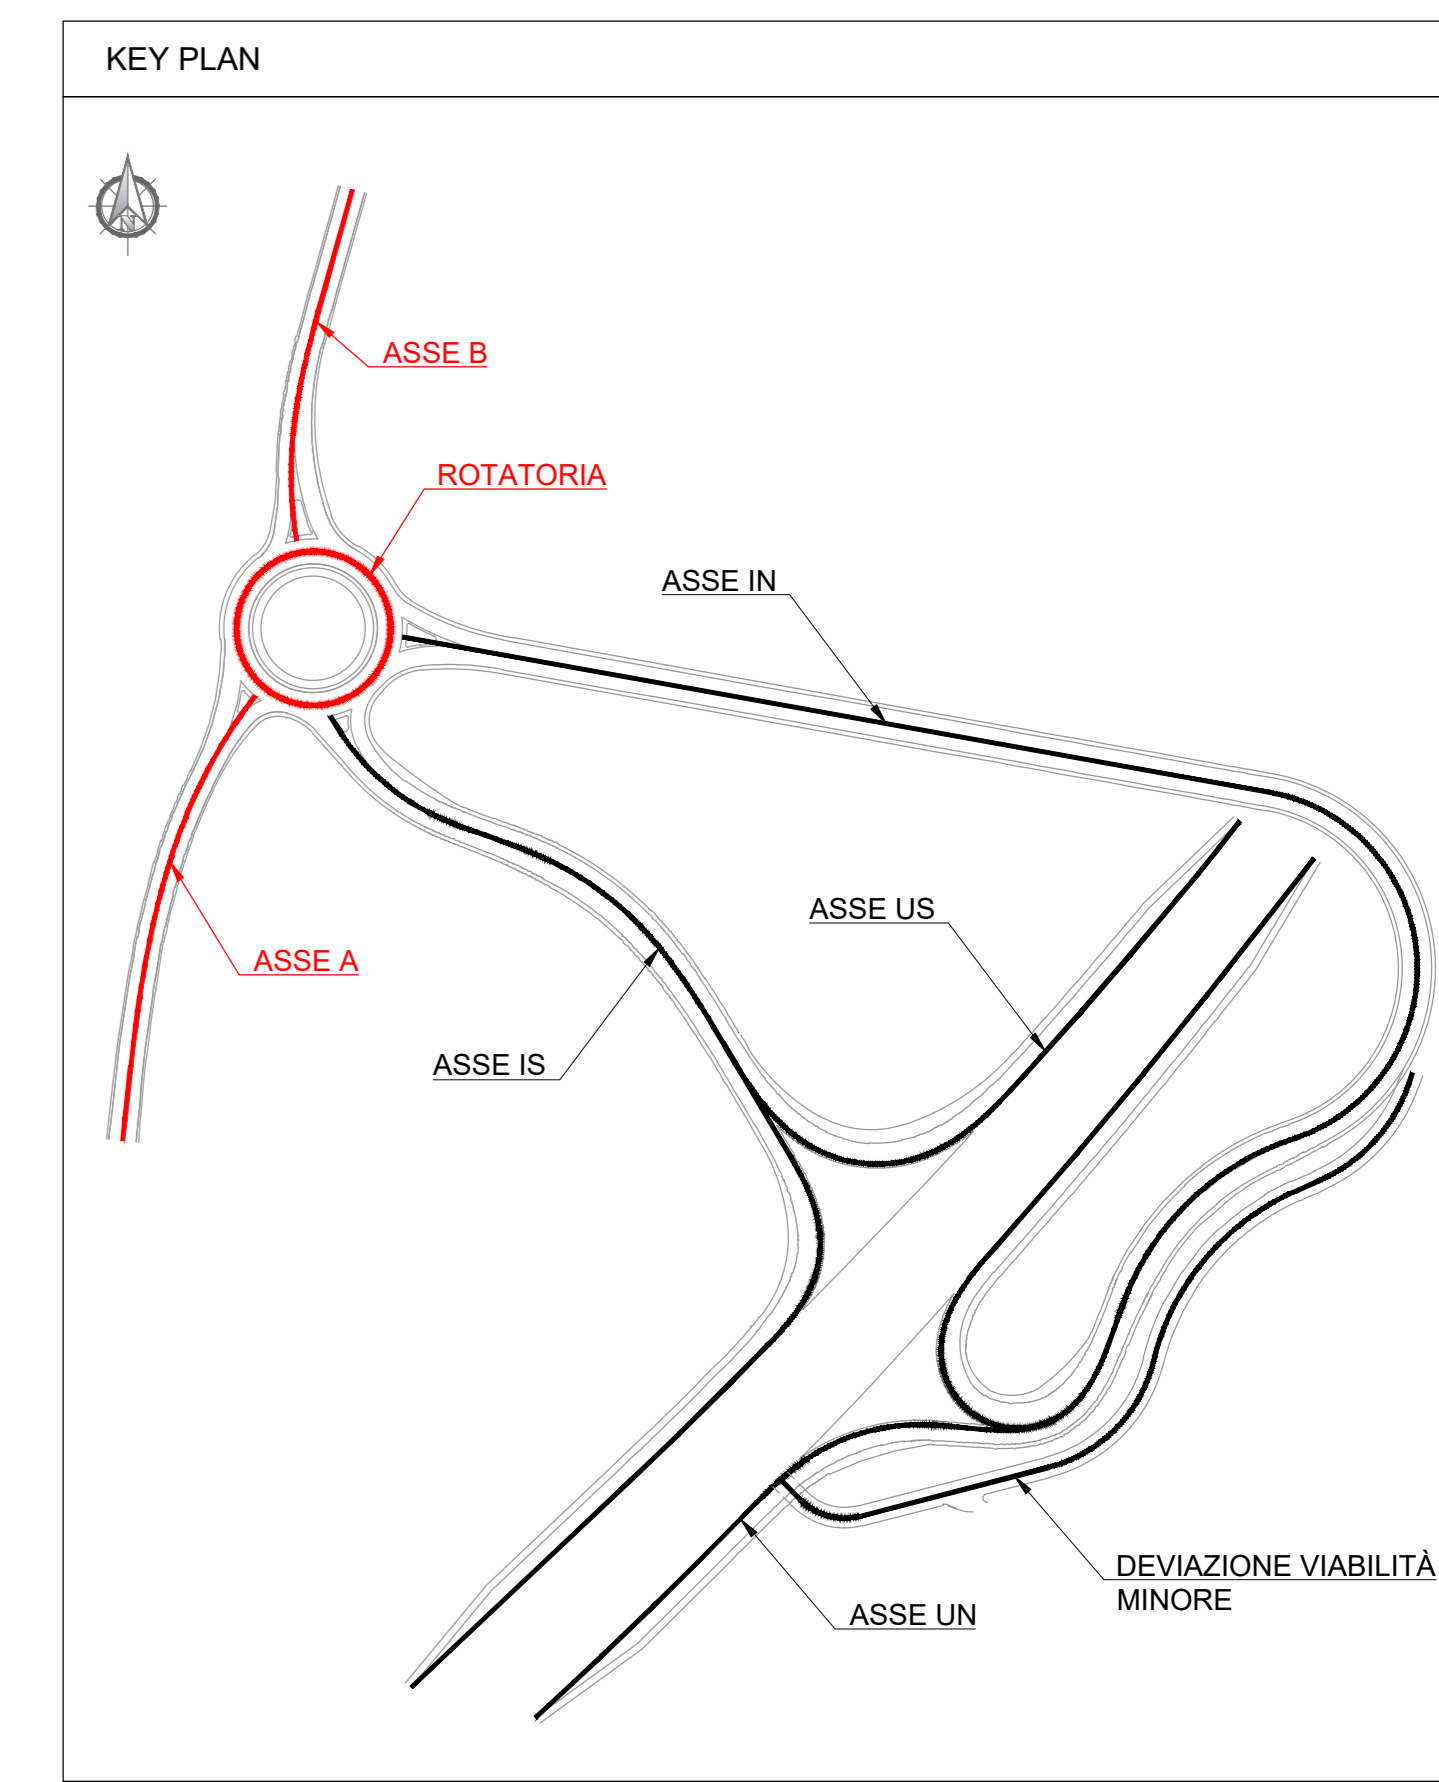 KEY PLAN
N
ASSE B
ROTATORIA
ASSE IN
ASSE US
ASSE A
ASSE IS
DEVIAZIONE VIABILITÀ
MINORE
ASSE UN